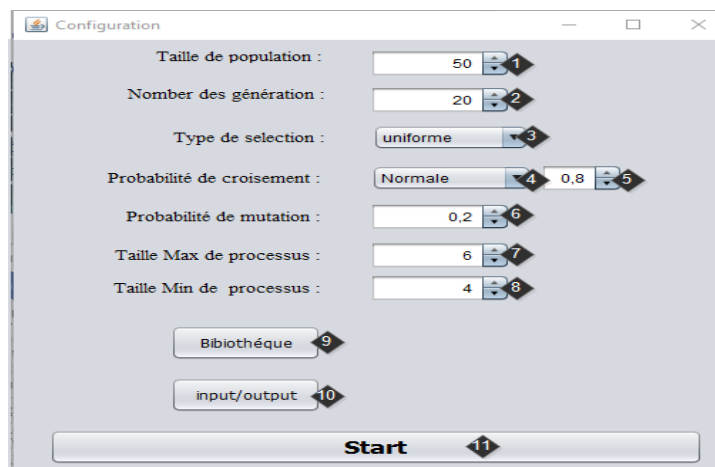 Configuration
Taille de population : 50 1
Nomber des génération : 20 2
Type de selection : uniforme 3
Probabilité de croisement : Normale 4 0,8 5
Probabilité de mutation : 0,2 6
Taille Max de processus : 6 7
Taille Min de processus : 4 8
Bibiothéque 9
input/output 10
Start 11